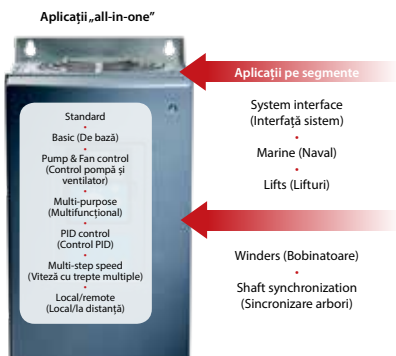 Aplicații „all-in-one”
Aplicații pe segmente
Standard
•
Basic (De bază)
•
Pump & Fan control
(Control pompă și
ventilator)
•
Multi-purpose
(Multifuncțional)
•
PID control
(Control PID)
•
Multi-step speed
(Viteză cu trepte multiple)
•
Local/remote
(Local/la distanță)
System interface
(Interfață sistem)
•
Marine (Naval)
•
Lifts (Lifturi)
Winders (Bobinatoare)
•
Shaft synchronization
(Sincronizare arbori)